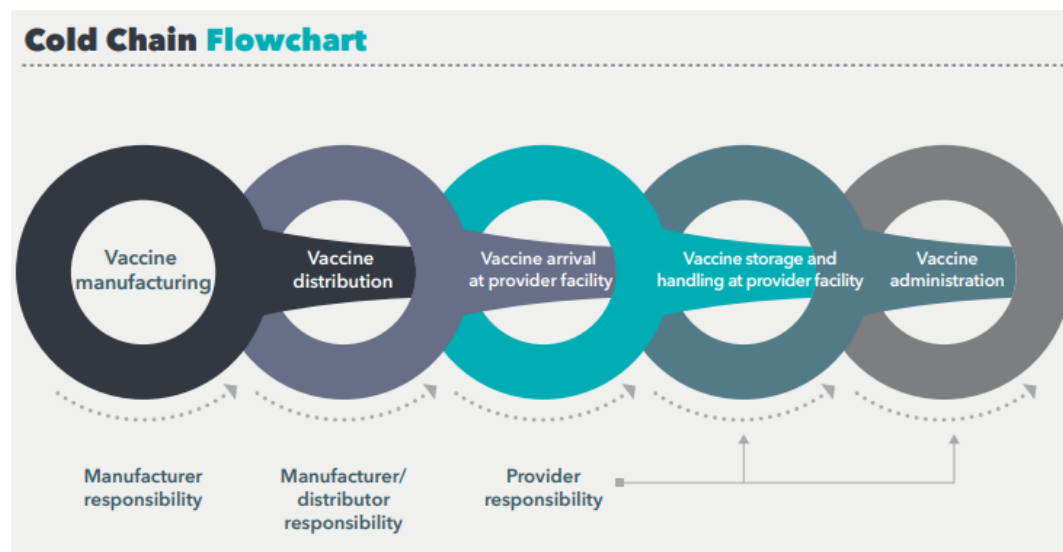 Cold Chain Flowchart
Vaccine
manufacturing
Vaccine
distribution
Vaccine arrival
at provider facility
Vaccine storage and
handling at provider facility
Vaccine
administration
Manufacturer
responsibility
Manufacturer/
distributor
responsibility
Provider
responsibility